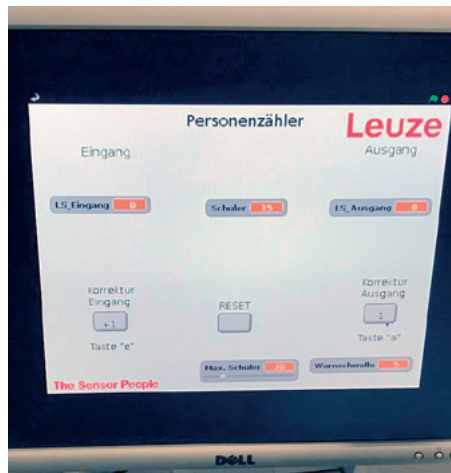 Personenzähler
Leuze
Eingang
Ausgang
LS_Eingang 0
Schüler 15
LS_Ausgang 0
Korrektur
Eingang
+1
Taste "e"
RESET
Korrektur
Ausgang
-1
Taste "a"
Max. Schüler 20
Warnschwelle 5
The Sensor People
DELL